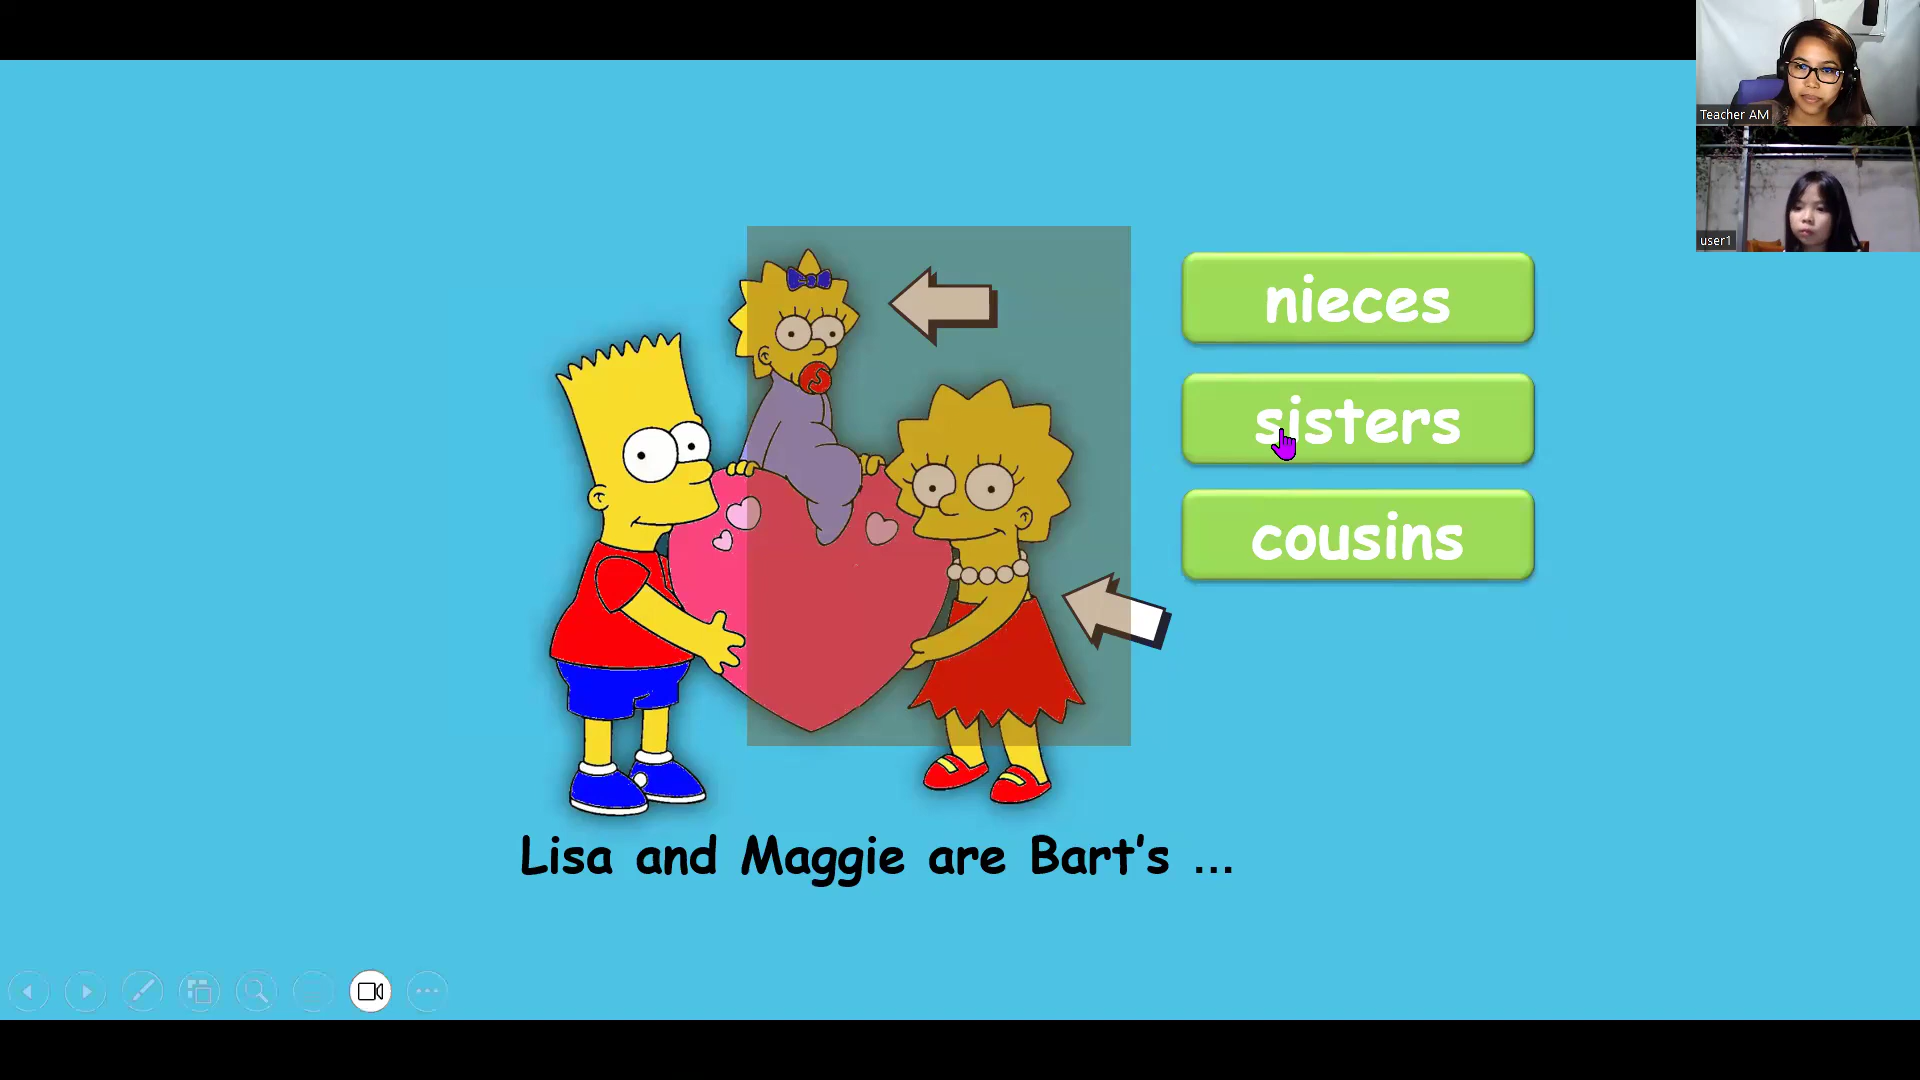 Teacher AM
user1
nieces
sisters
cousins
Lisa and Maggie are Bart's ...